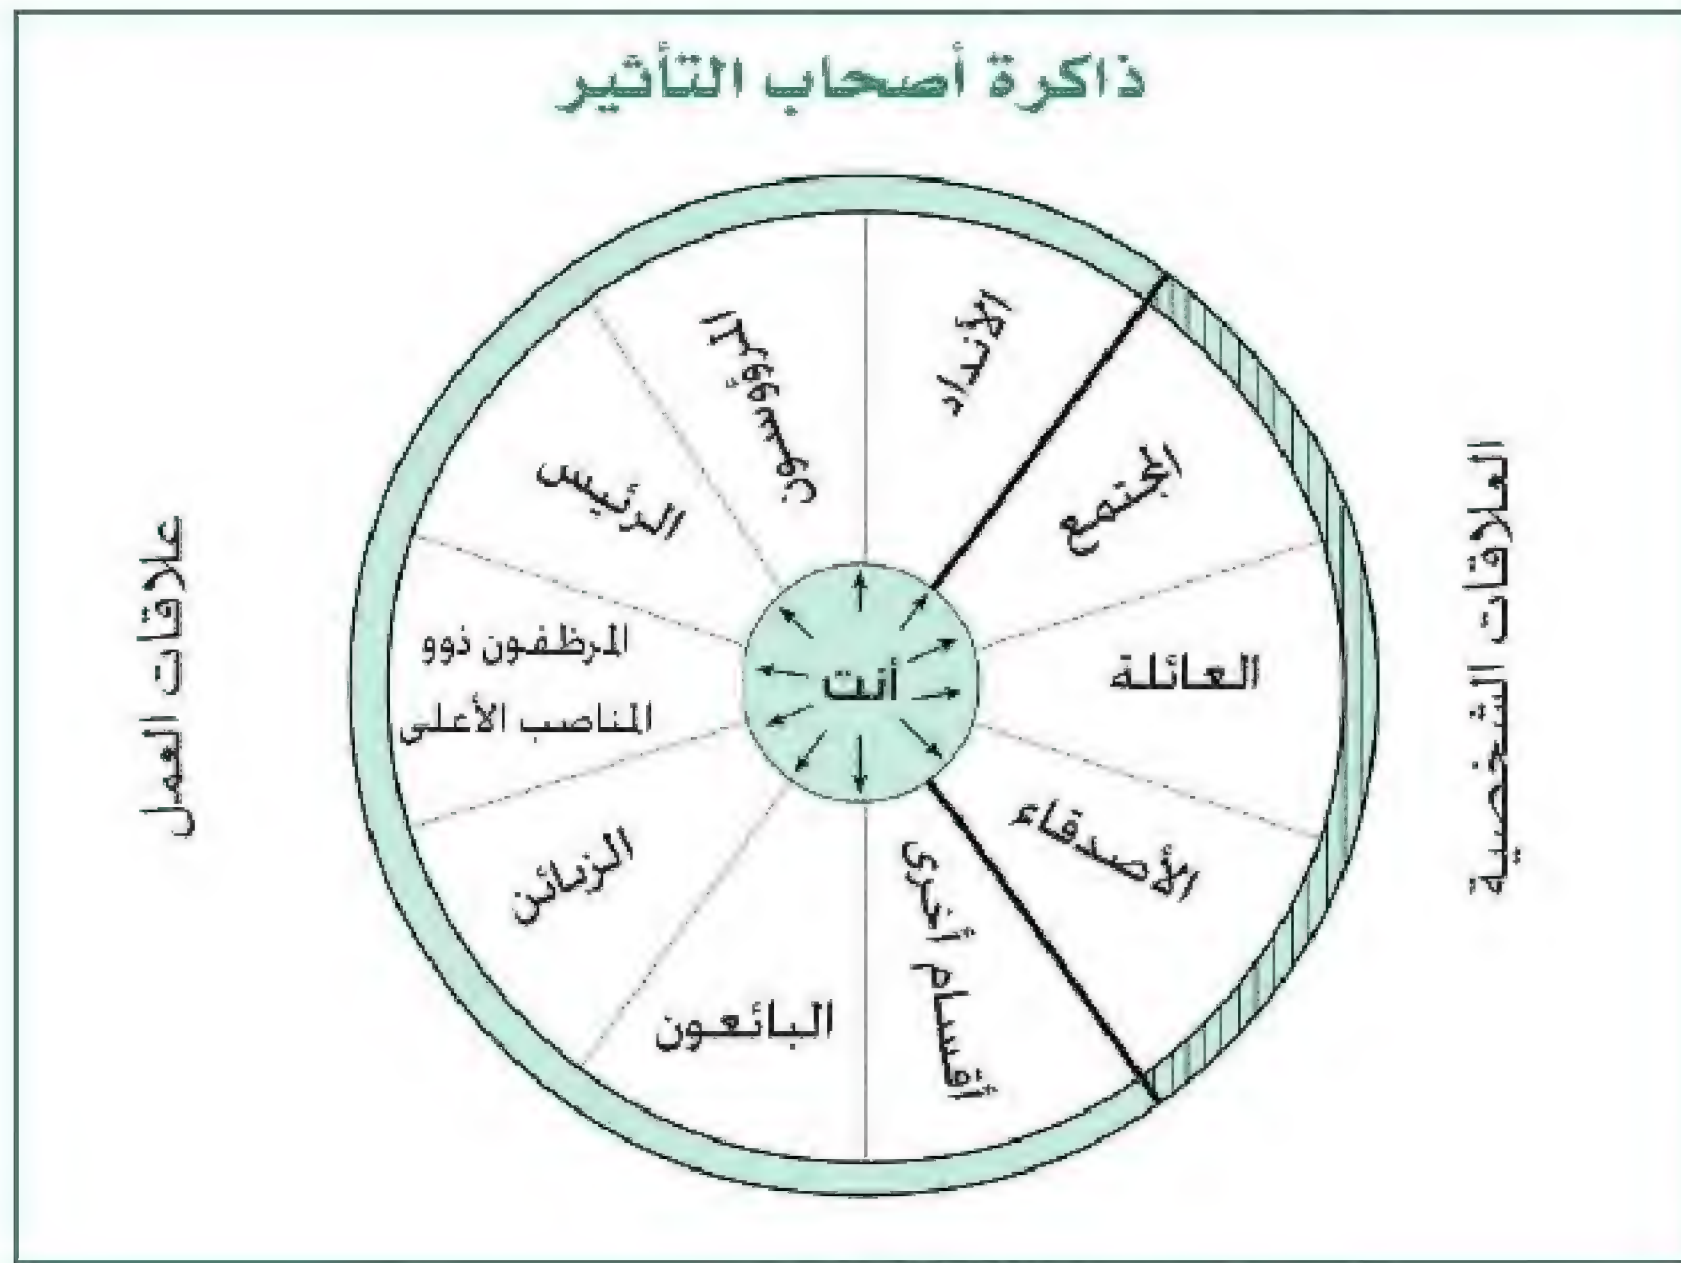 ذاكرة أصحاب التأثير
العلاقات الشخصية
علاقات العمل
أنت
الأنداد
المجتمع
العائلة
الأصدقاء
أقسام أخرى
البائعون
الزبائن
المرظفون ذوو
المناصب الأعلى
الرئيس
المرؤوسون